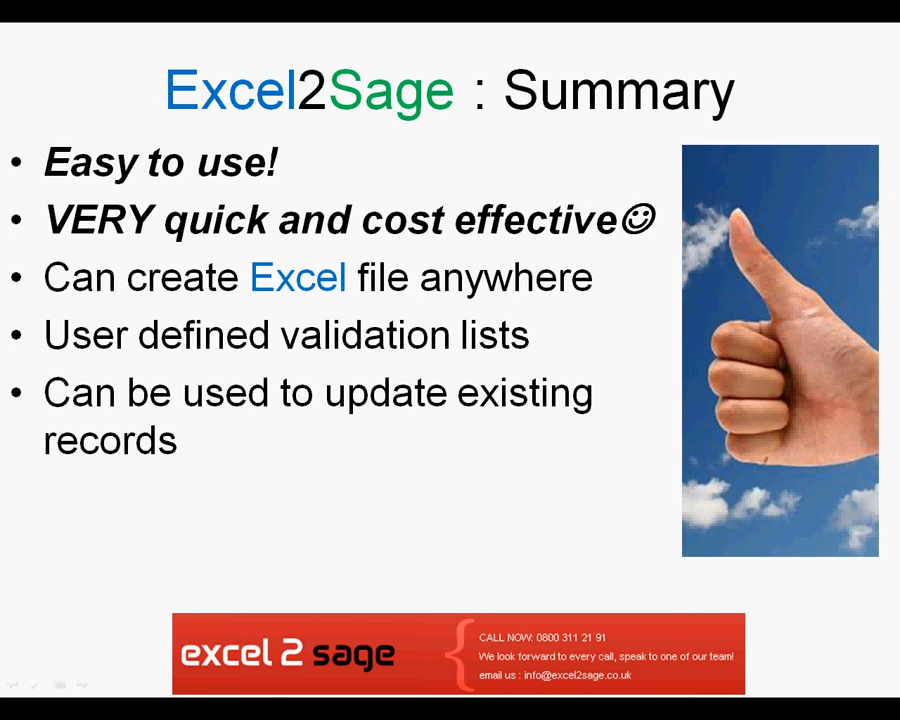 Excel2Sage : Summary
• Easy to use!
• VERY quick and cost effective☺
• Can create Excel file anywhere
• User defined validation lists
• Can be used to update existing
records
excel 2 sage
CALL NOW: 0800 311 21 91
We look forward to every call, speak to one of our team!
email us : info@excel2sage.co.uk